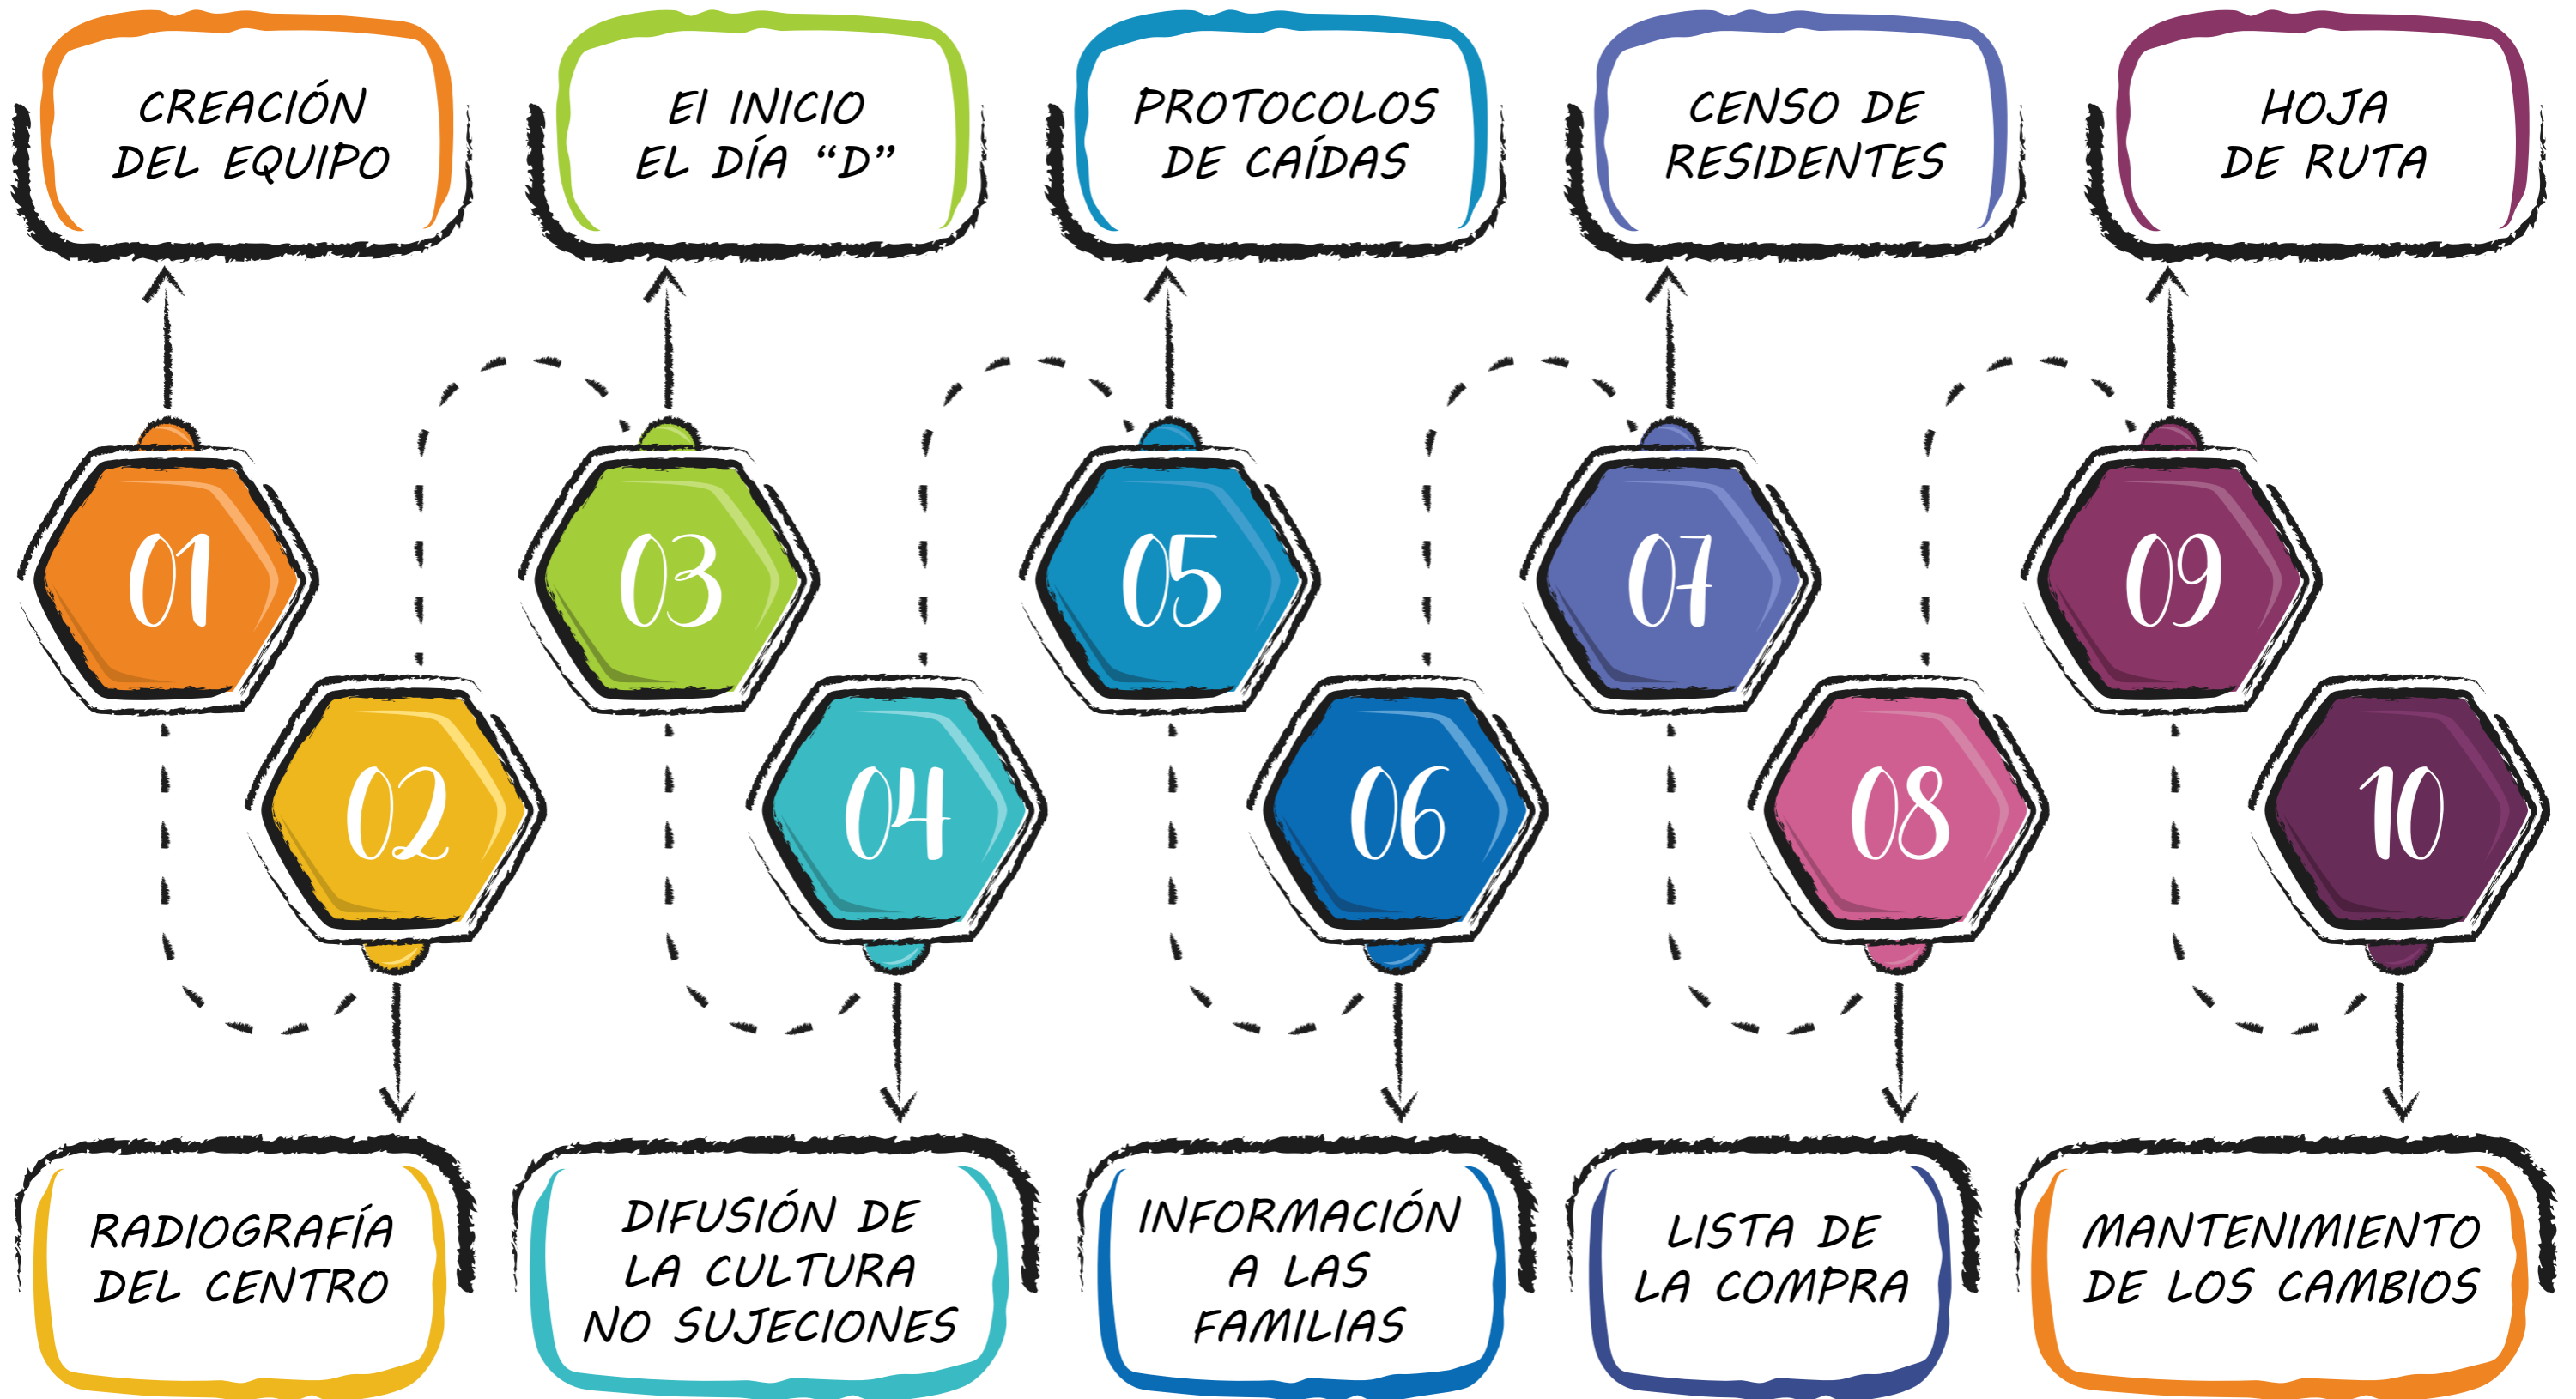 CREACIÓN
DEL EQUIPO
El INICIO
EL DÍA “D”
PROTOCOLOS
DE CAÍDAS
CENSO DE
RESIDENTES
HOJA
DE RUTA
01
03
05
07
09
02
04
06
08
10
RADIOGRAFÍA
DEL CENTRO
DIFUSIÓN DE
LA CULTURA
NO SUJECIONES
INFORMACIÓN
A LAS
FAMILIAS
LISTA DE
LA COMPRA
MANTENIMIENTO
DE LOS CAMBIOS